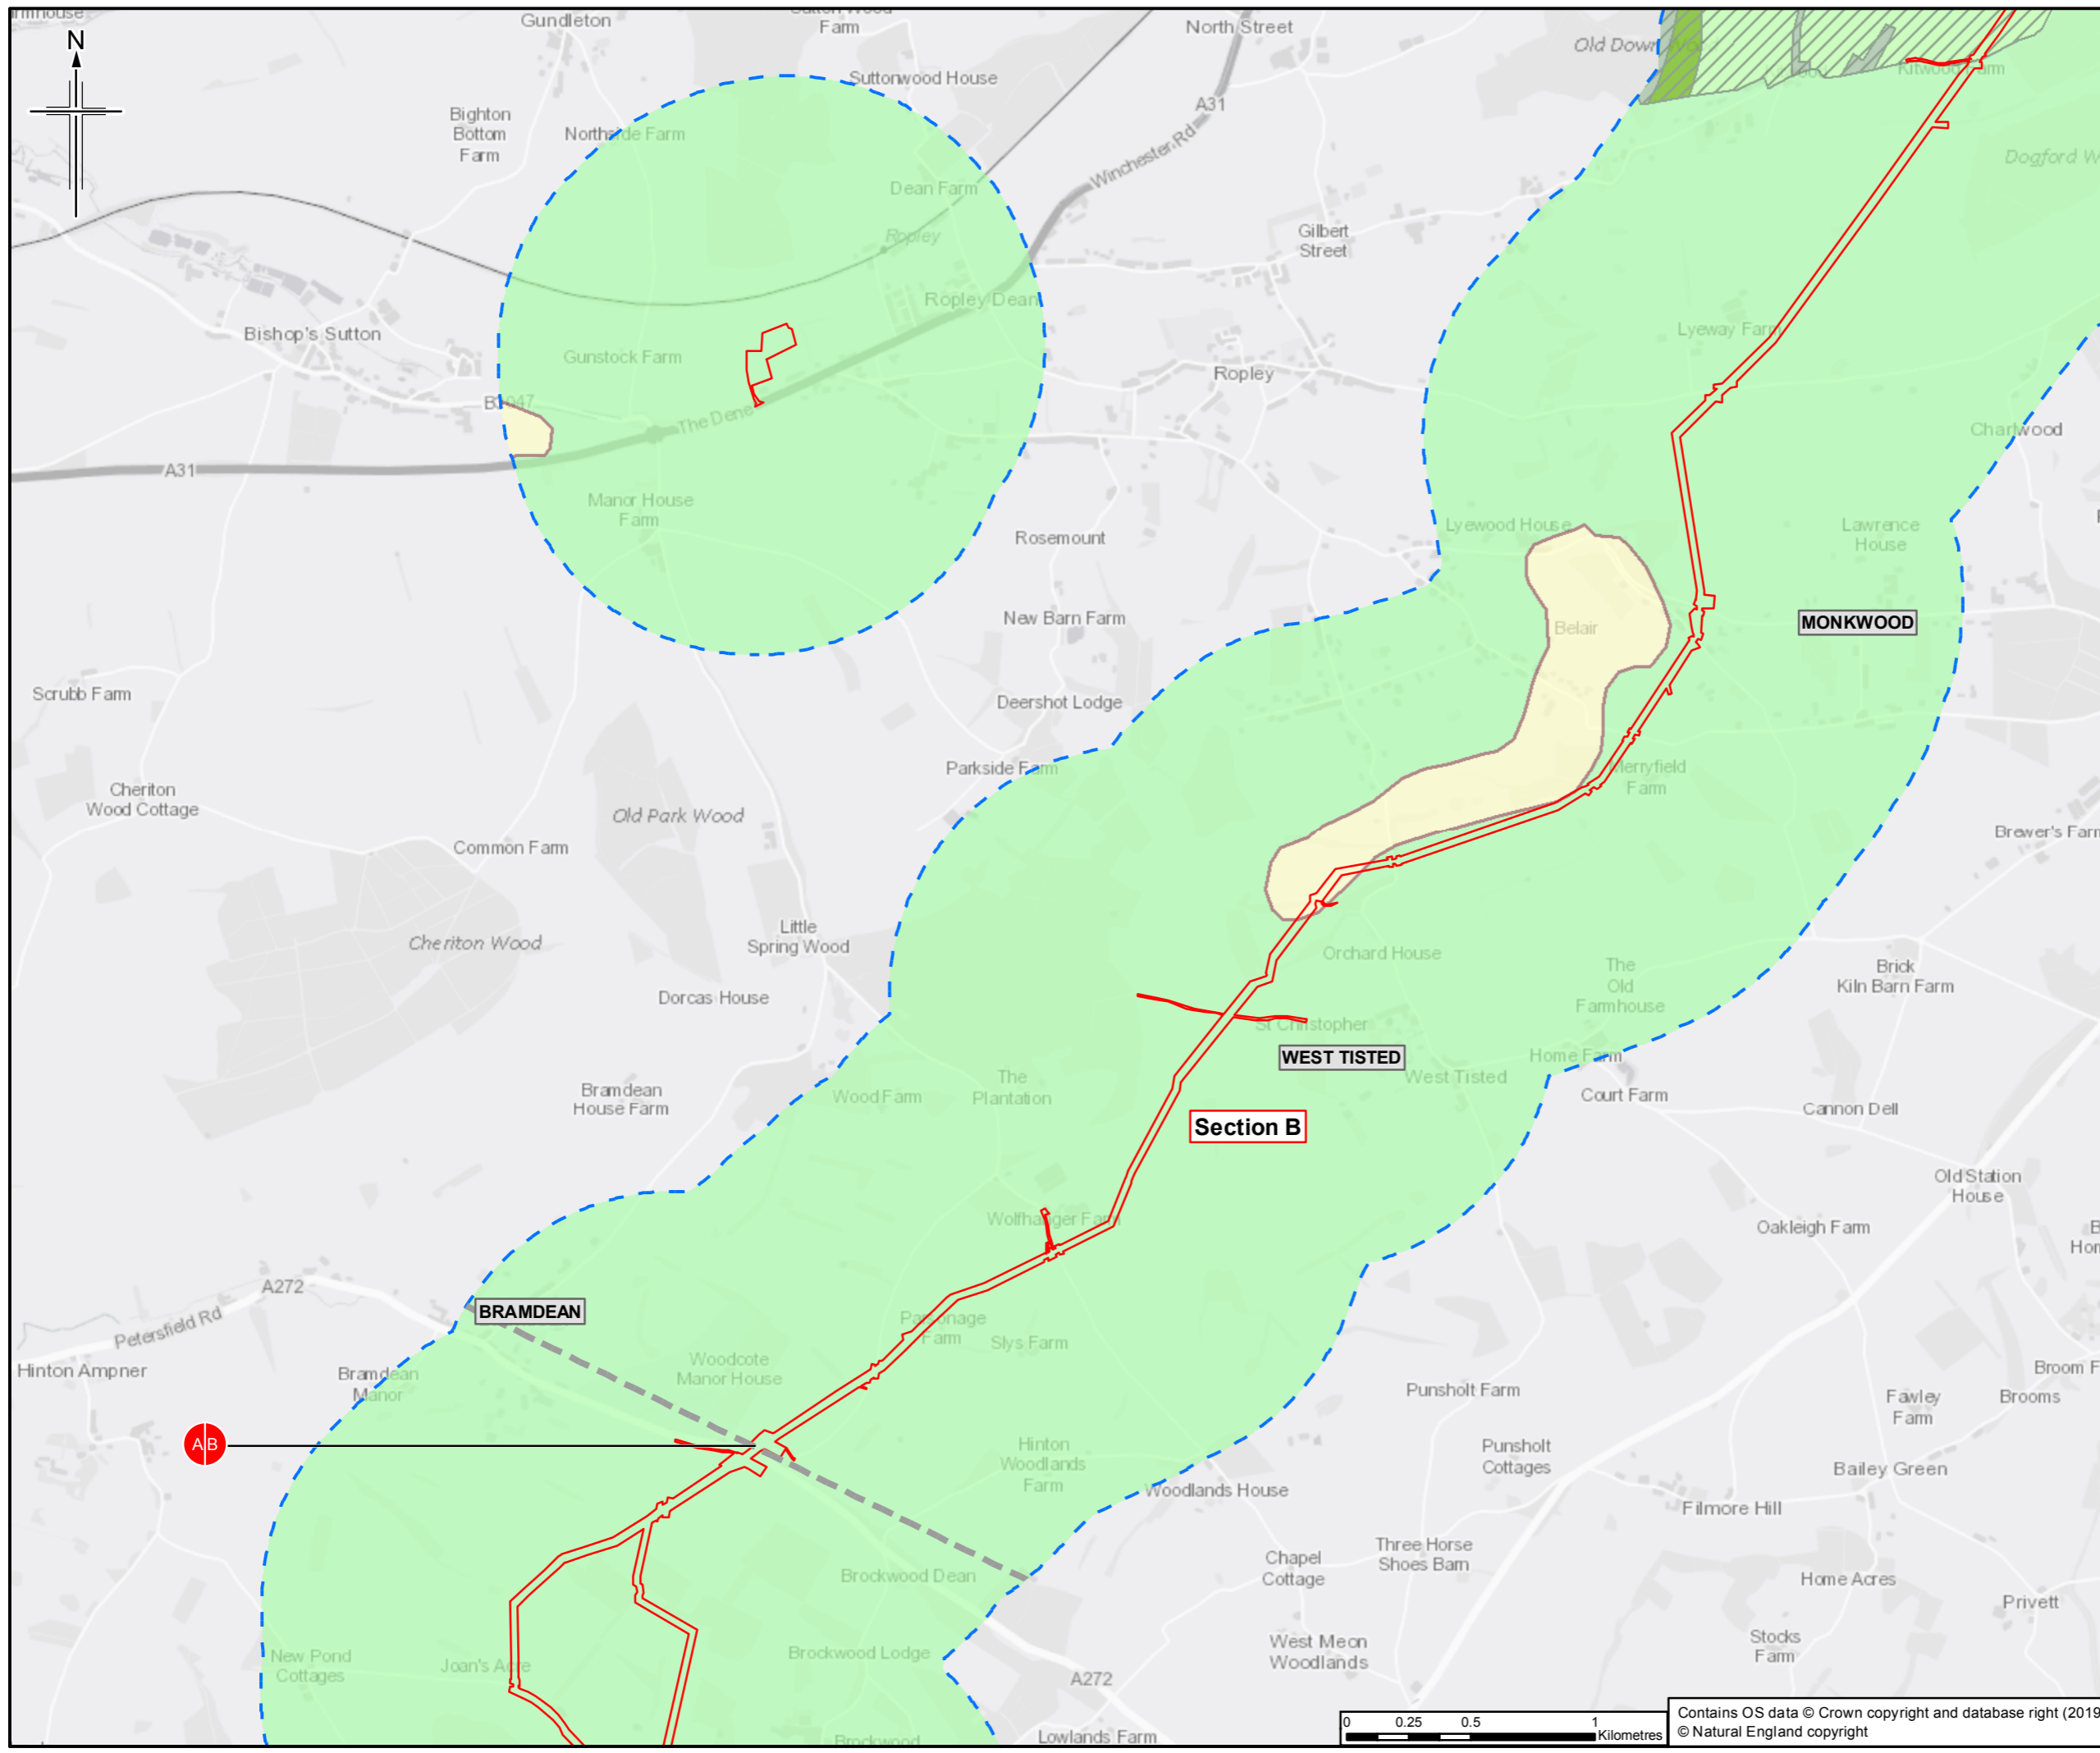 Gundleton
Farm
North Street
Old Down
N
Suttonwood House
Kitwood Farm
A31
Bighton
Bottom
Farm
Northside Farm
Winchester Rd
Dogford W
Dean Farm
Ropley
Gilbert
Street
Ropley Dean
Bishop's Sutton
Gunstock Farm
Lyeway Farm
Ropley
B3047
The Dene
Charlwood
A31
Manor House
Farm
Lyewood House
Lawrence
House
Rosemount
New Barn Farm
Belair
MONKWOOD
Scrubb Farm
Deershot Lodge
Parkside Farm
Merryfield
Farm
Cheriton
Wood Cottage
Old Park Wood
Common Farm
Brewer's Farm
Cheriton Wood
Little
Spring Wood
Orchard House
The
Old
Farmhouse
Brick
Kiln Barn Farm
Dorcas House
St Christopher
WEST TISTED
Home Farm
West Tisted
The
Plantation
Bramdean
House Farm
Wood Farm
Court Farm
Cannon Dell
Section B
Old Station
House
Wolfhanger Farm
Oakleigh Farm
B
Hor
A272
Petersfield Rd
BRAMDEAN
Parsonage
Farm
Slys Farm
Hinton Ampner
Bramdean
Manor
Woodcote
Manor House
Broom F
Punsholt Farm
Fawley
Farm
Brooms
A B
Hinton
Woodlands
Farm
Punsholt
Cottages
Bailey Green
Woodlands House
Filmore Hill
Three Horse
Shoes Barn
Chapel
Cottage
Brockwood Dean
Home Acres
Privett
New Pond
Cottages
Joan's Acre
Brockwood Lodge
West Meon
Woodlands
Stocks
Farm
A272
Brockwood
Lowlands Farm
0 0.25 0.5 1
Kilometres
Contains OS data © Crown copyright and database right (2019
© Natural England copyright